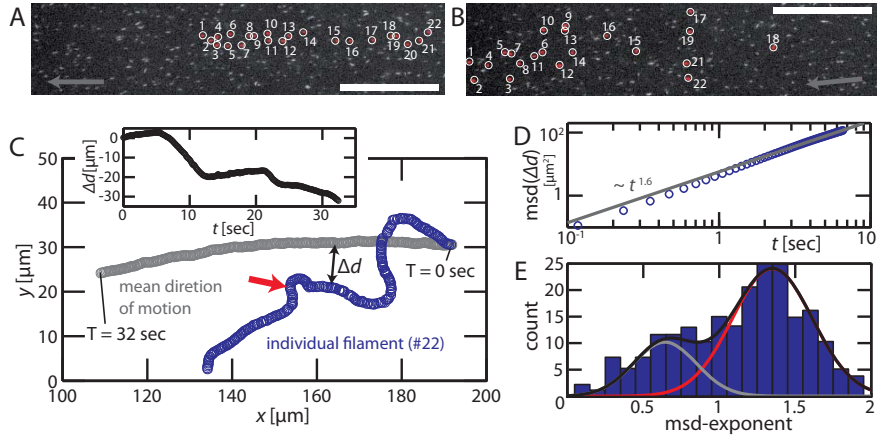 A
1 2 3 4 5 6 7 8 9 10 11 12 13 14 15 16 17 18 19 20 21 22
B
1 2 3 4 5 6 7 8 9 10 11 12 13 14 15 16 17 18 19 21 22
C
Δd[μm]
0
-10
-20
-30
0 10 20 30
t [sec]
y [μm]
50
40
30
20
10
0
mean direction
of motion
T = 32 sec
Δd
T = 0 sec
individual filament (#22)
100 120 140 160 180 200
x [μm]
D
msd(Δd)
[μm²]
10²
1
~ t^1.6
10⁻¹ 1 10
t [sec]
E
count
25
20
15
10
5
0
0.5 1 1.5 2
msd-exponent